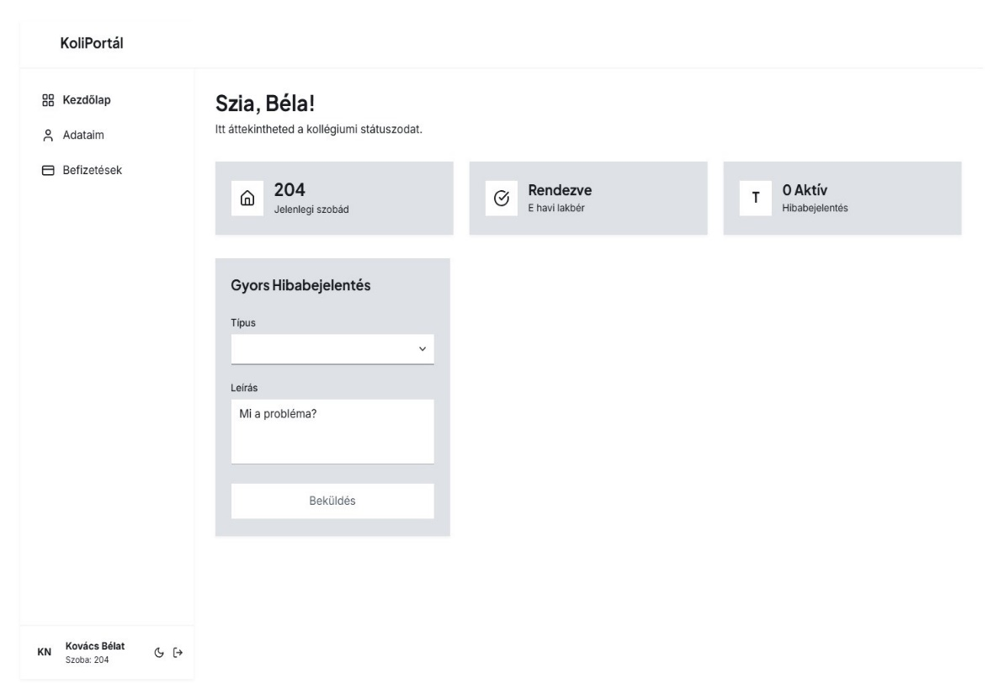 KoliPortál
Kezdőlap
Adataim
Befizetések
Szia, Béla!
Itt áttekintheted a kollégiumi státuszodat.
204
Jelenlegi szobád
Rendezve
E havi lakbér
T
0 Aktív
Hibabejelentés
Gyors Hibabejelentés
Típus
Leírás
Mi a probléma?
Beküldés
KN
Kovács Bélat
Szoba: 204